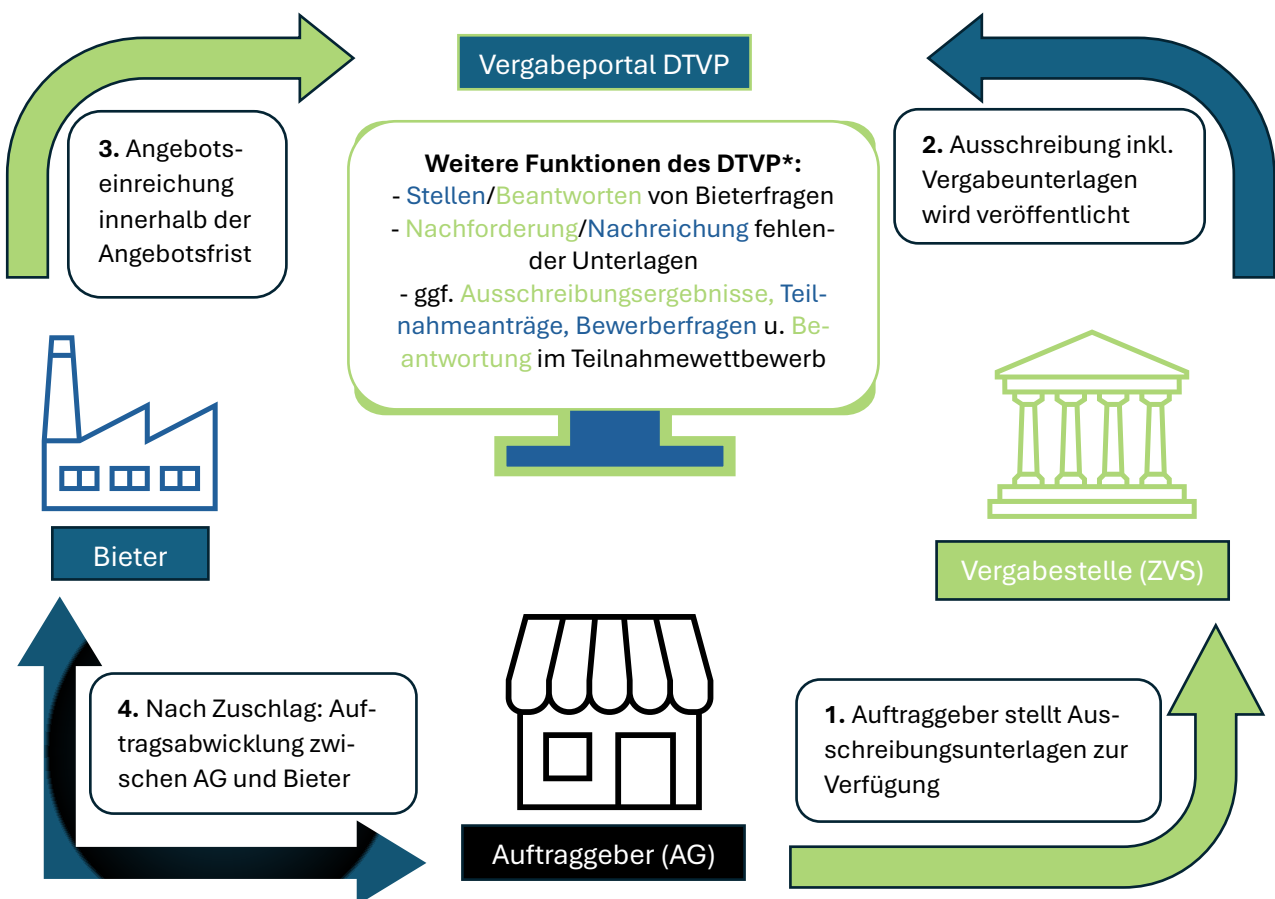 Vergabeportal DTVP
3. Angebots-
einreichung
innerhalb der
Angebotsfrist
Weitere Funktionen des DTVP*:
- Stellen/Beantworten von Bieterfragen
- Nachforderung/Nachreichung fehlen-
der Unterlagen
- ggf. Ausschreibungsergebnisse, Teil-
nahmeanträge, Bewerberfragen u. Be-
antwortung im Teilnahmewettbewerb
2. Ausschreibung inkl.
Vergabeunterlagen
wird veröffentlicht
Bieter
Vergabestelle (ZVS)
4. Nach Zuschlag: Auf-
tragsabwicklung zwi-
schen AG und Bieter
Auftraggeber (AG)
1. Auftraggeber stellt Aus-
schreibungsunterlagen zur
Verfügung